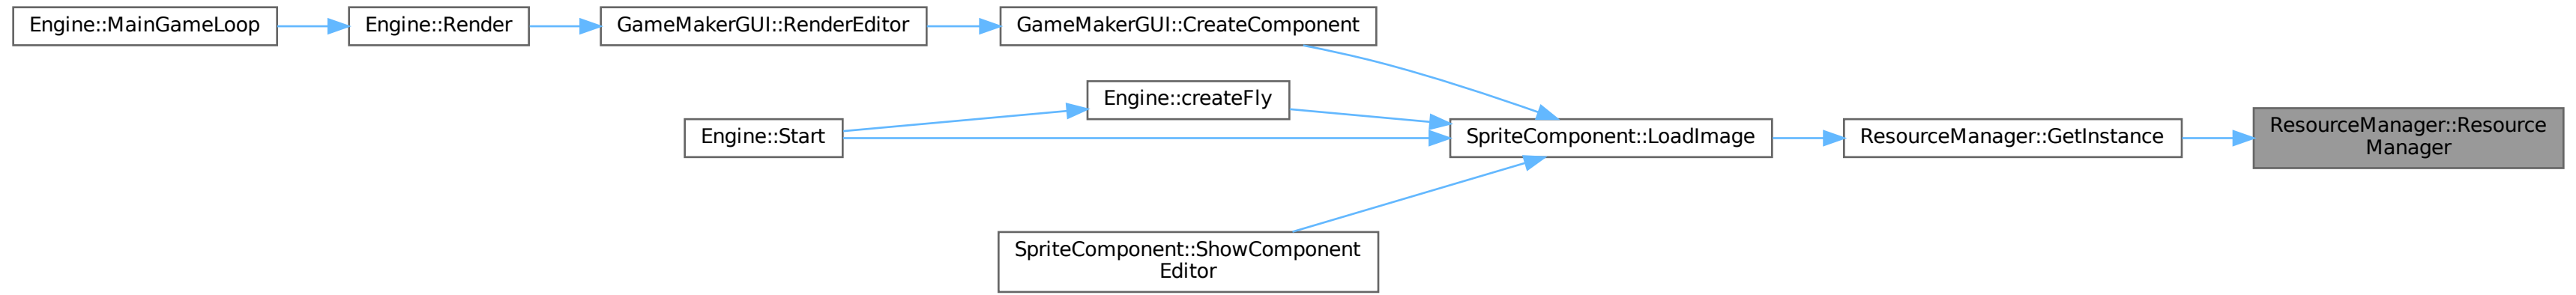 Engine::MainGameLoop
Engine::Render
GameMakerGUI::RenderEditor
GameMakerGUI::CreateComponent
Engine::createFly
Engine::Start
SpriteComponent::LoadImage
ResourceManager::GetInstance
ResourceManager::Resource
Manager
SpriteComponent::ShowComponent
Editor